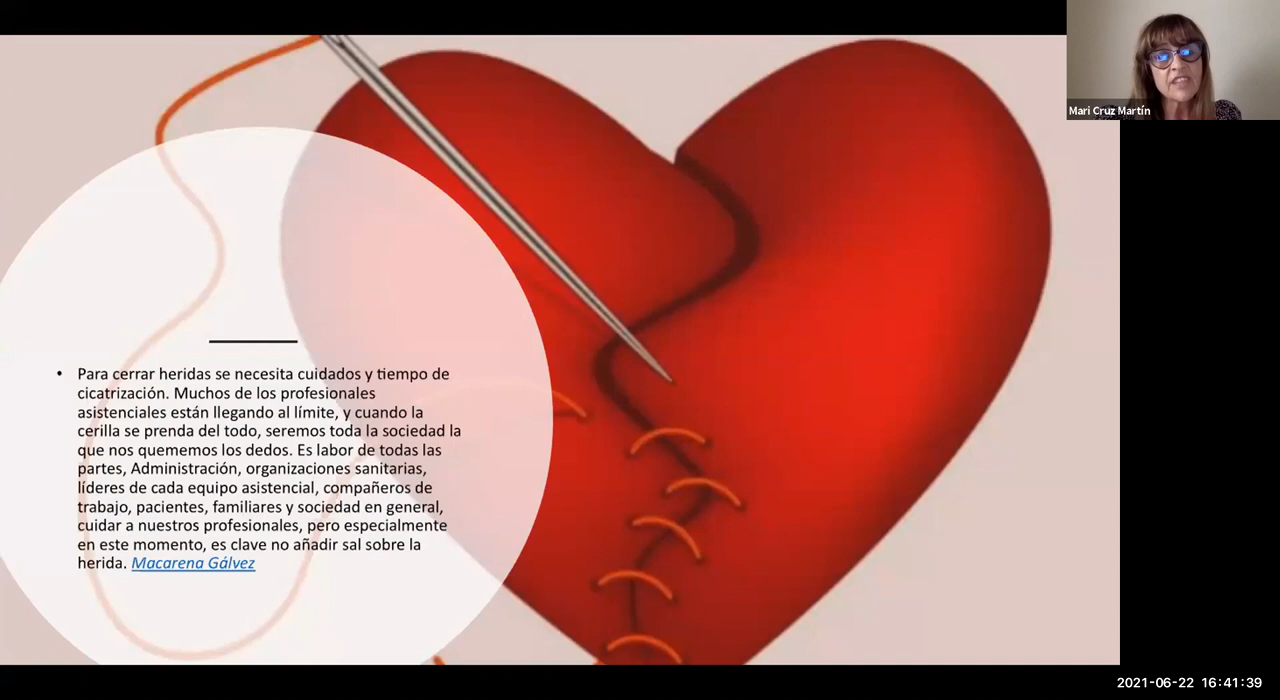 Mari Cruz Martín
• Para cerrar heridas se necesita cuidados y tiempo de
cicatrización. Muchos de los profesionales
asistenciales están llegando al límite, y cuando la
cerilla se prenda del todo, seremos toda la sociedad la
que nos quememos los dedos. Es labor de todas las
partes, Administración, organizaciones sanitarias,
líderes de cada equipo asistencial, compañeros de
trabajo, pacientes, familiares y sociedad en general,
cuidar a nuestros profesionales, pero especialmente
en este momento, es clave no añadir sal sobre la
herida. Macarena Gálvez
2021-06-22 16:41:39